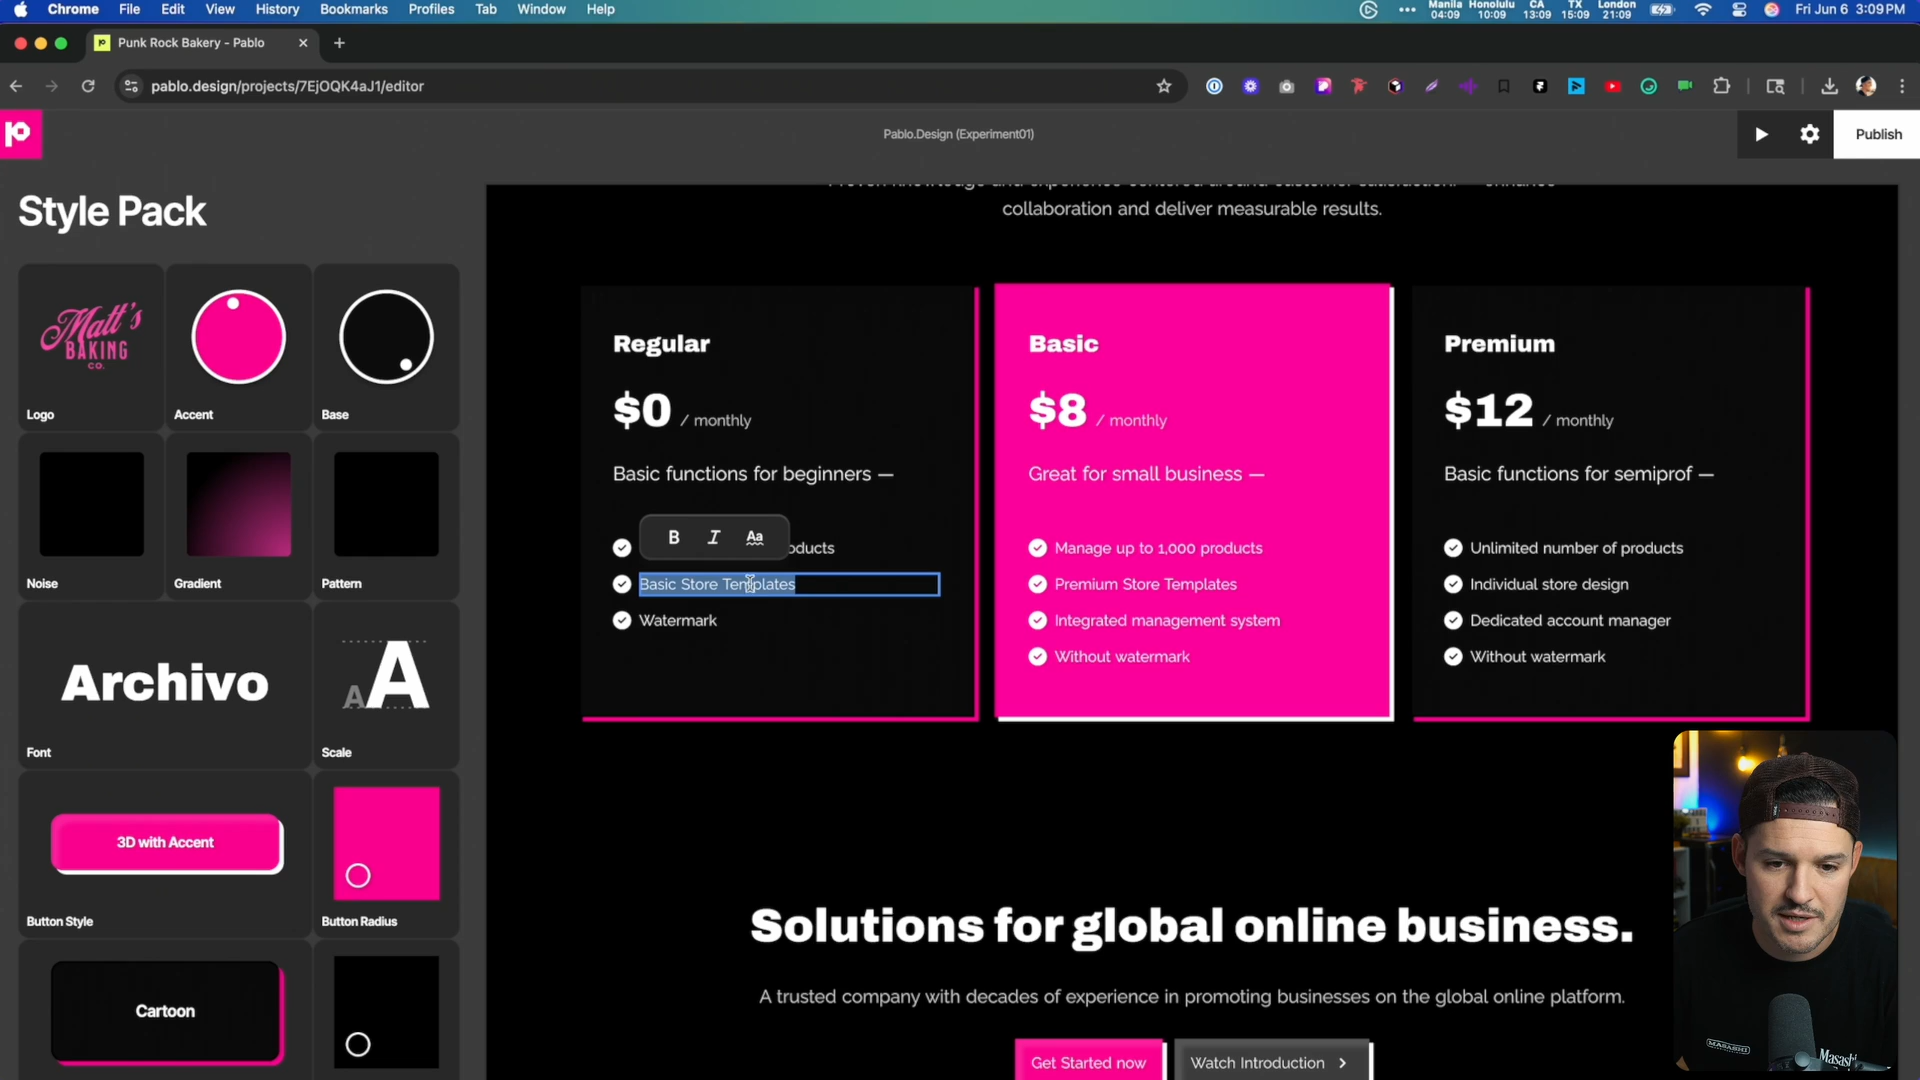 Chrome File Edit View History Bookmarks Profiles Tab Window Help
Manila 04:09 Honolulu 10:09 CA 13:09 TX 15:09 London 21:09 Fri Jun 6 3:09 PM
Punk Rock Bakery - Pablo
pablo.design/projects/7EjOQK4aJ1/editor
Pablo.Design (Experiment01)
Publish
Style Pack
Matt's
BAKING
CO.
Logo
Accent
Base
Noise
Gradient
Pattern
Archivo
Font
A A
Scale
3D with Accent
Button Style
Button Radius
Cartoon
collaboration and deliver measurable results.
Regular
$0 / monthly
Basic functions for beginners —
B I Aa
oducts
Basic Store Templates
Watermark
Basic
$8 / monthly
Great for small business —
Manage up to 1,000 products
Premium Store Templates
Integrated management system
Without watermark
Premium
$12 / monthly
Basic functions for semiprof —
Unlimited number of products
Individual store design
Dedicated account manager
Without watermark
Solutions for global online business.
A trusted company with decades of experience in promoting businesses on the global online platform.
Get Started now
Watch Introduction
MASASHI
Masashi